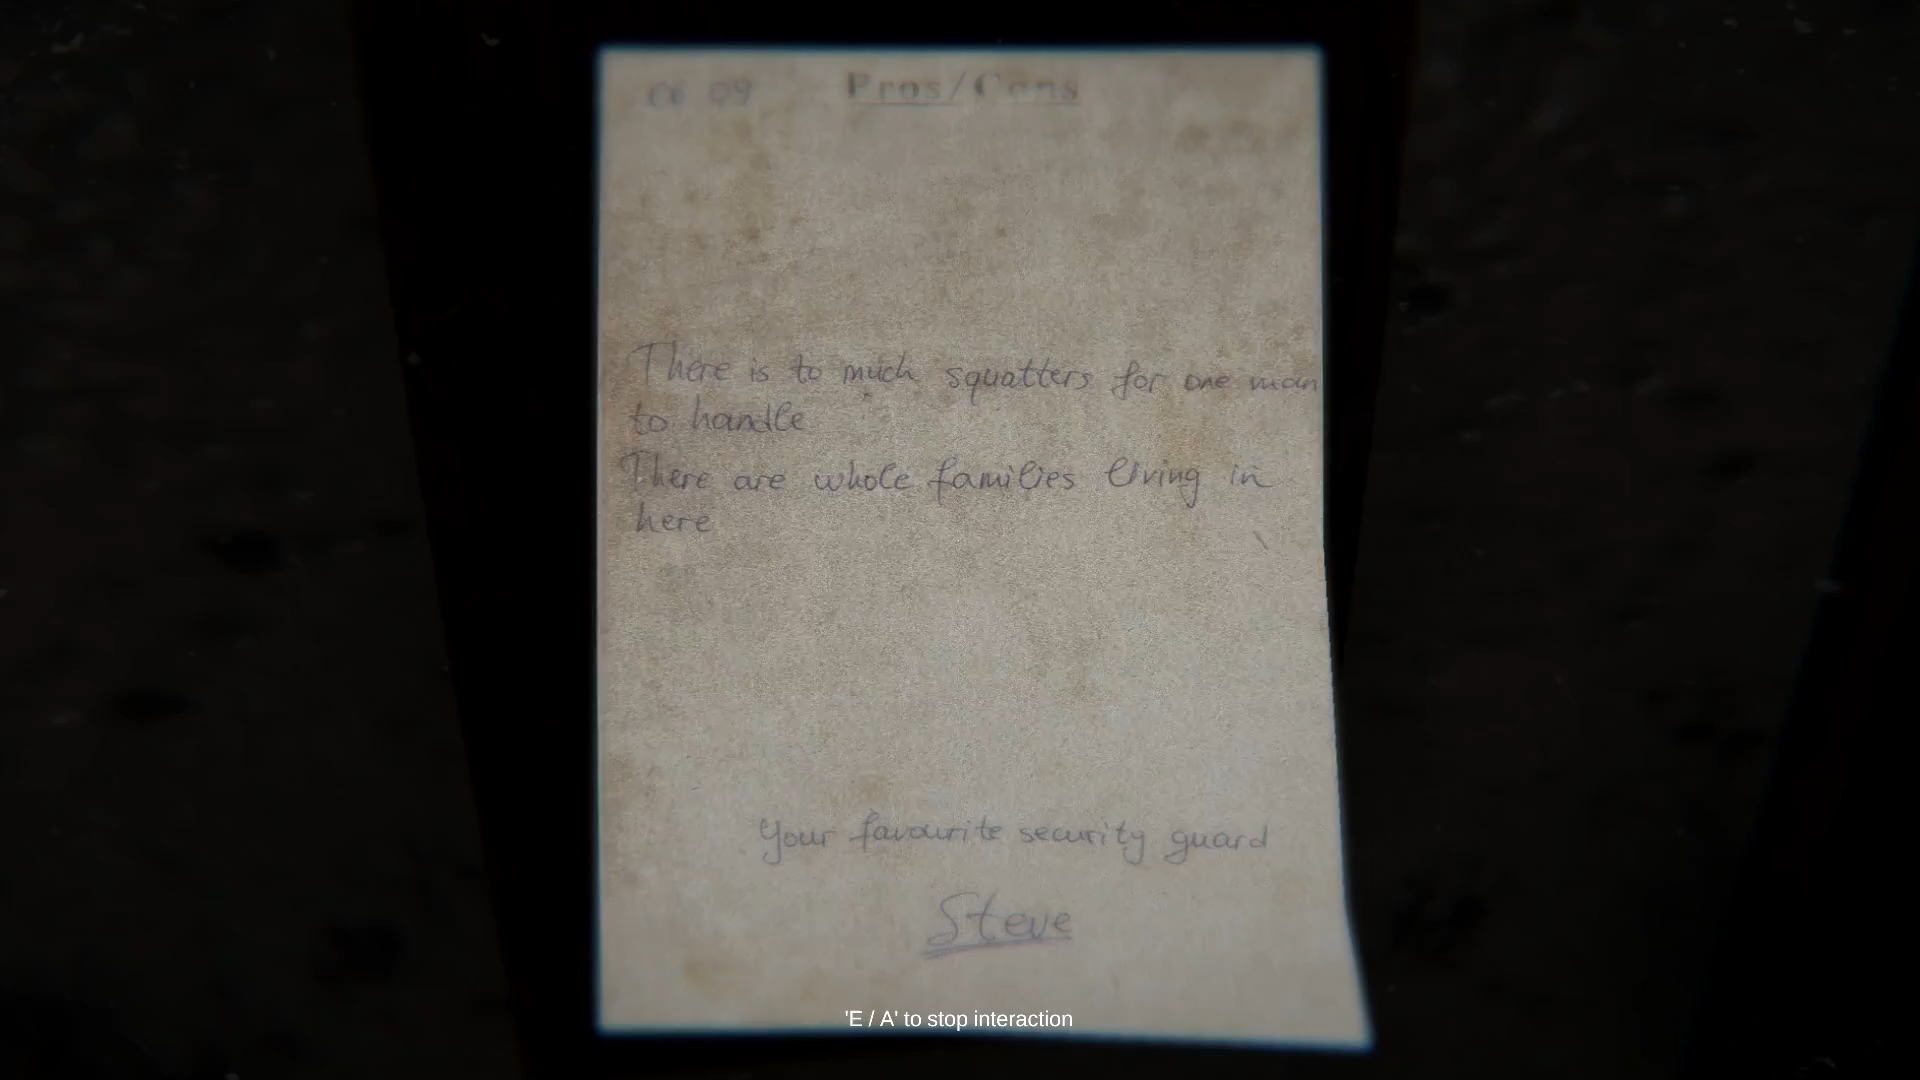 06 09 Pros/Cons
There is to much squatters for one man
to handle
There are whole families living in
here
Your favourite security guard
Steve
'E / A' to stop interaction